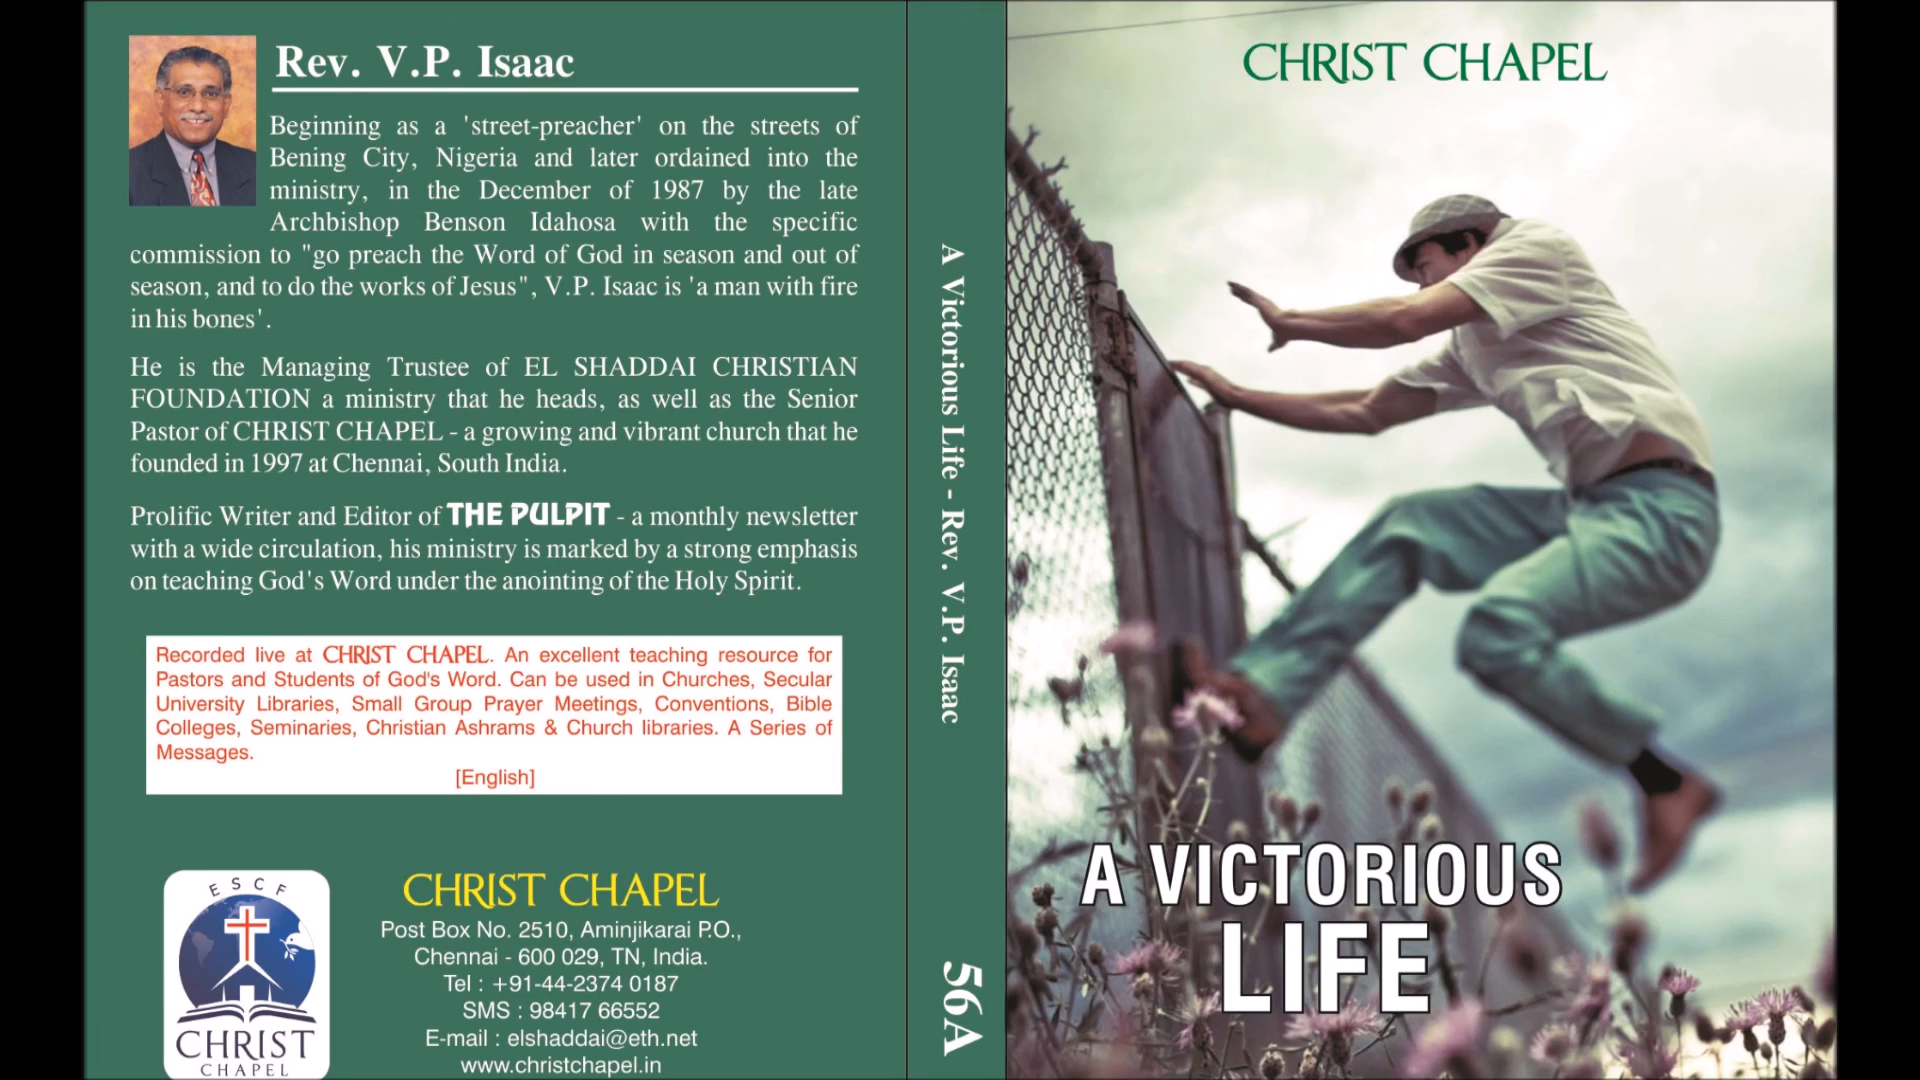 Rev. V.P. Isaac
Beginning as a 'street-preacher' on the streets of
Bening City, Nigeria and later ordained into the
ministry, in the December of 1987 by the late
Archbishop Benson Idahosa with the specific
commission to "go preach the Word of God in season and out of
season, and to do the works of Jesus", V.P. Isaac is 'a man with fire
in his bones'.
He is the Managing Trustee of EL SHADDAI CHRISTIAN
FOUNDATION a ministry that he heads, as well as the Senior
Pastor of CHRIST CHAPEL - a growing and vibrant church that he
founded in 1997 at Chennai, South India.
Prolific Writer and Editor of THE PULPIT - a monthly newsletter
with a wide circulation, his ministry is marked by a strong emphasis
on teaching God's Word under the anointing of the Holy Spirit.
Recorded live at CHRIST CHAPEL. An excellent teaching resource for
Pastors and Students of God's Word. Can be used in Churches, Secular
University Libraries, Small Group Prayer Meetings, Conventions, Bible
Colleges, Seminaries, Christian Ashrams & Church libraries. A Series of
Messages.
[English]
ESCF
CHRIST
CHAPEL
CHRIST CHAPEL
Post Box No. 2510, Aminjikarai P.O.,
Chennai - 600 029, TN, India.
Tel : +91-44-2374 0187
SMS : 98417 66552
E-mail : elshaddai@eth.net
www.christchapel.in
A Victorious Life - Rev. V.P. Isaac
56A
CHRIST CHAPEL
A VICTORIOUS
LIFE